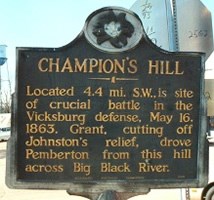 CHAMPION'S HILL
Located 4.4 mi. S.W., is site
of crucial battle in the
Vicksburg defense, May 16,
1863. Grant, cutting off
Johnston's relief, drove
Pemberton from this hill
across Big Black River.